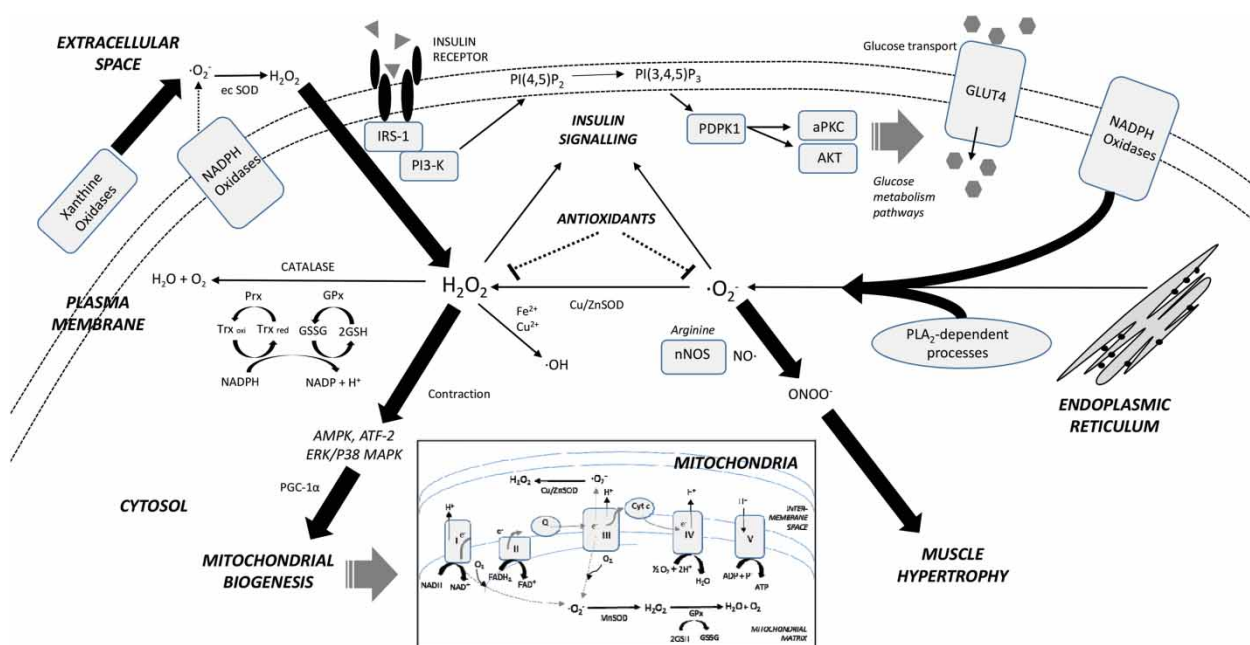 EXTRACELLULAR
SPACE
·O₂⁻
H₂O₂
ec SOD
Xanthine
Oxidases
NADPH
Oxidases
INSULIN
RECEPTOR
IRS-1
PI3-K
PI(4,5)P₂
PI(3,4,5)P₃
PDPK1
aPKC
AKT
Glucose transport
GLUT4
Glucose
metabolism
pathways
NADPH
Oxidases
INSULIN
SIGNALLING
ANTIOXIDANTS
H₂O + O₂
CATALASE
H₂O₂
Cu/ZnSOD
·O₂⁻
PLASMA
MEMBRANE
Prx
GPx
Trx oxi
Trx red
GSSG
2GSH
NADPH
NADP + H⁺
Fe²⁺
Cu²⁺
·OH
Arginine
nNOS
NO·
PLA₂-dependent
processes
ONOO⁻
ENDOPLASMIC
RETICULUM
Contraction
AMPK, ATF-2
ERK/P38 MAPK
PGC-1α
CYTOSOL
MITOCHONDRIAL
BIOGENESIS
MUSCLE
HYPERTROPHY
MITOCHONDRIA
H₂O₂
Cu/ZnSOD
·O₂⁻
H⁺
H⁺
Cyt c
H⁺
H⁺
INTER-
MEMBRANE
SPACE
I
e⁻
e⁻
II
Q
e⁻
III
e⁻
IV
V
NADH
NAD⁺
O₂
FADH₂
FAD⁺
O₂
½O₂ + 2H⁺
H₂O
ADP + P
ATP
·O₂⁻
MnSOD
H₂O₂
GPx
H₂O + O₂
2GSH
GSSG
MITOCHONDRIAL
MATRIX